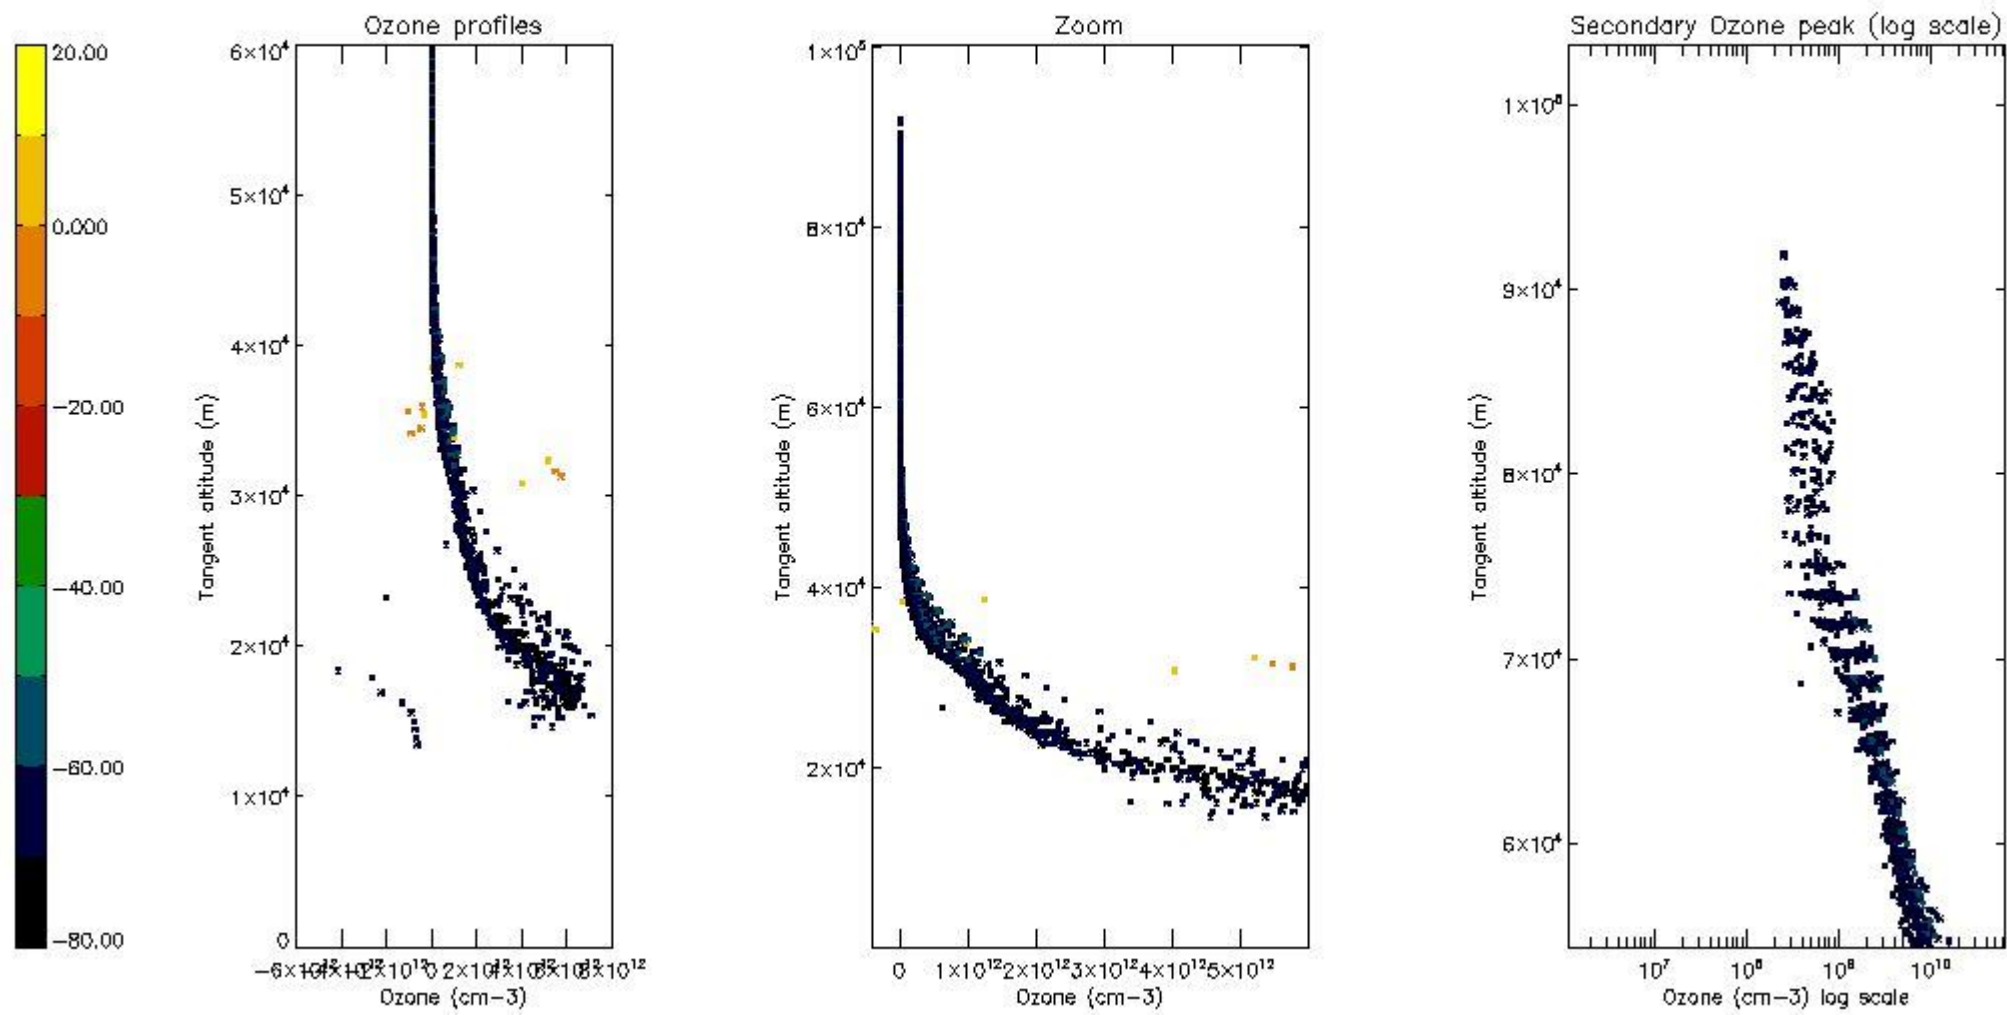 Ozone profiles
Zoom
Secondary Ozone peak (log scale)
20.00
0.000
−20.00
−40.00
−60.00
−80.00
6×10⁴
5×10⁴
4×10⁴
3×10⁴
2×10⁴
1×10⁴
0
Tangent altitude (m)
0
8×10¹²
Ozone (cm−3)
1×10⁵
8×10⁴
6×10⁴
4×10⁴
2×10⁴
Tangent altitude (m)
0 1×10¹² 2×10¹² 3×10¹² 4×10¹² 5×10¹²
Ozone (cm−3)
9×10⁴
8×10⁴
7×10⁴
6×10⁴
Tangent altitude (m)
10⁷ 10⁸ 10⁹ 10¹⁰
Ozone (cm−3) log scale